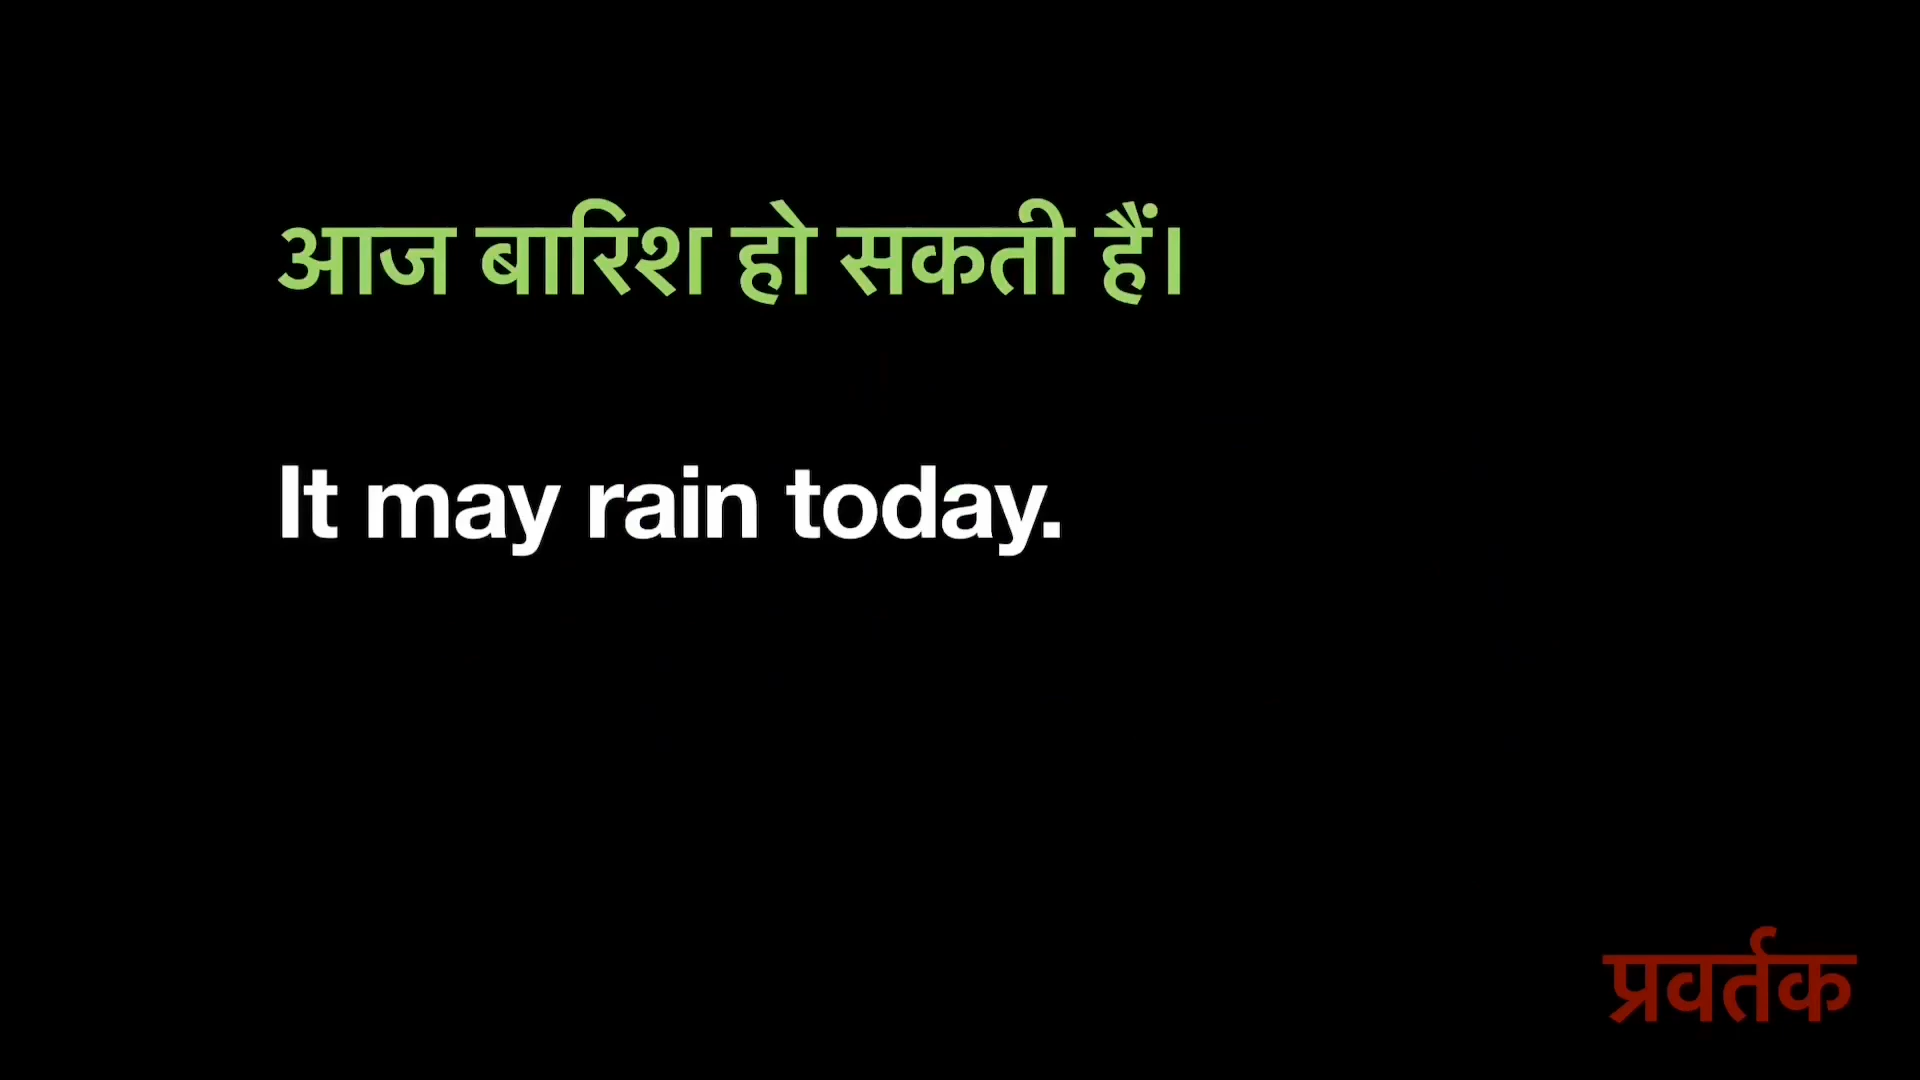 आज बारिश हो सकती हैं।
It may rain today.
प्रवर्तक